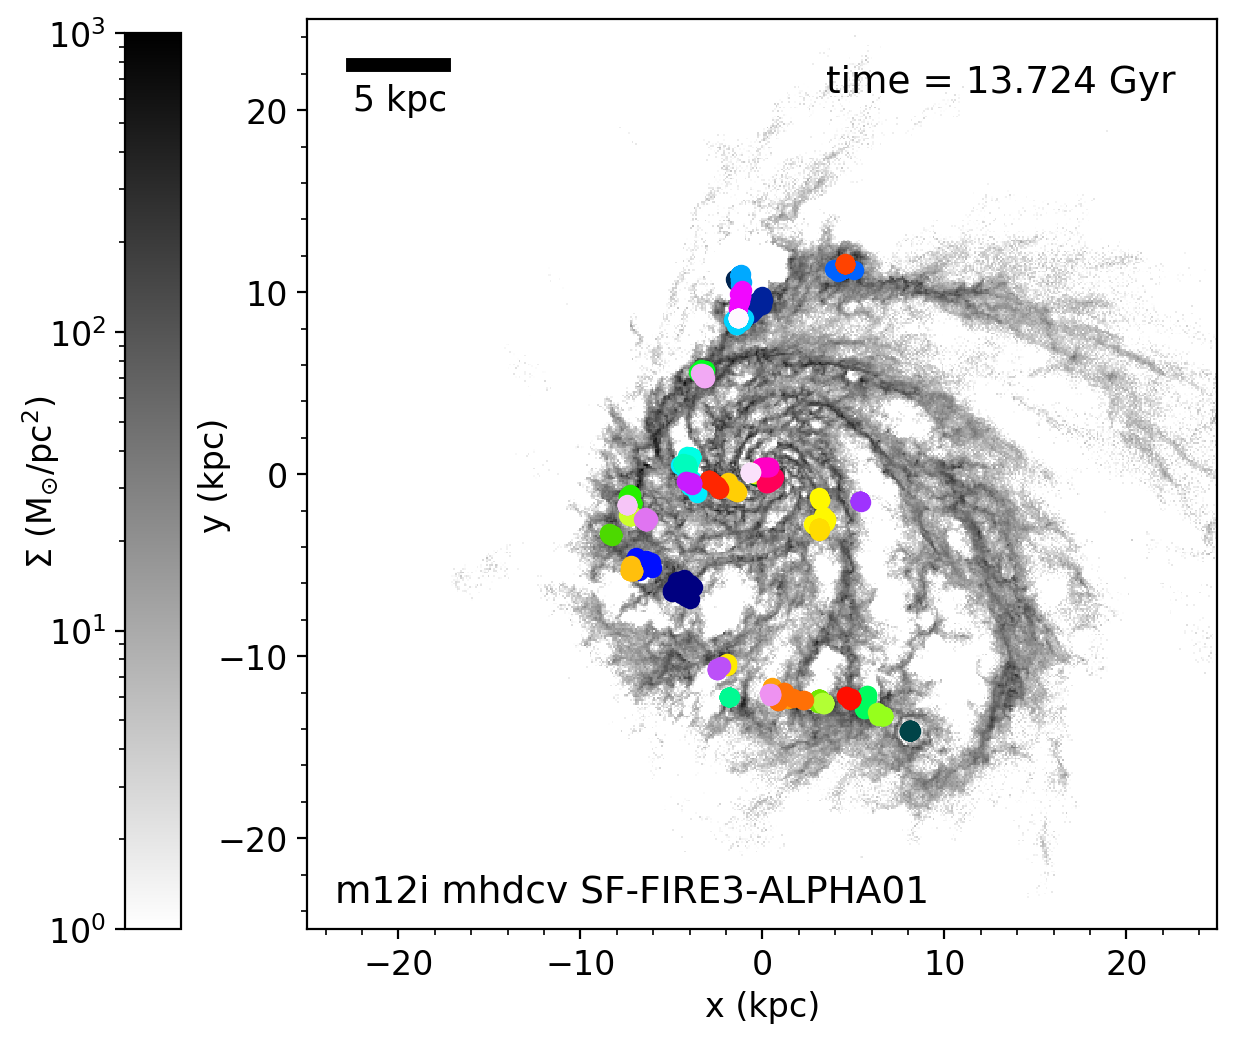 10³
10²
10¹
10⁰
Σ (M⊙/pc²)
20
10
0
−10
−20
y (kpc)
5 kpc
time = 13.724 Gyr
m12i mhdcv SF-FIRE3-ALPHA01
−20 −10 0 10 20
x (kpc)